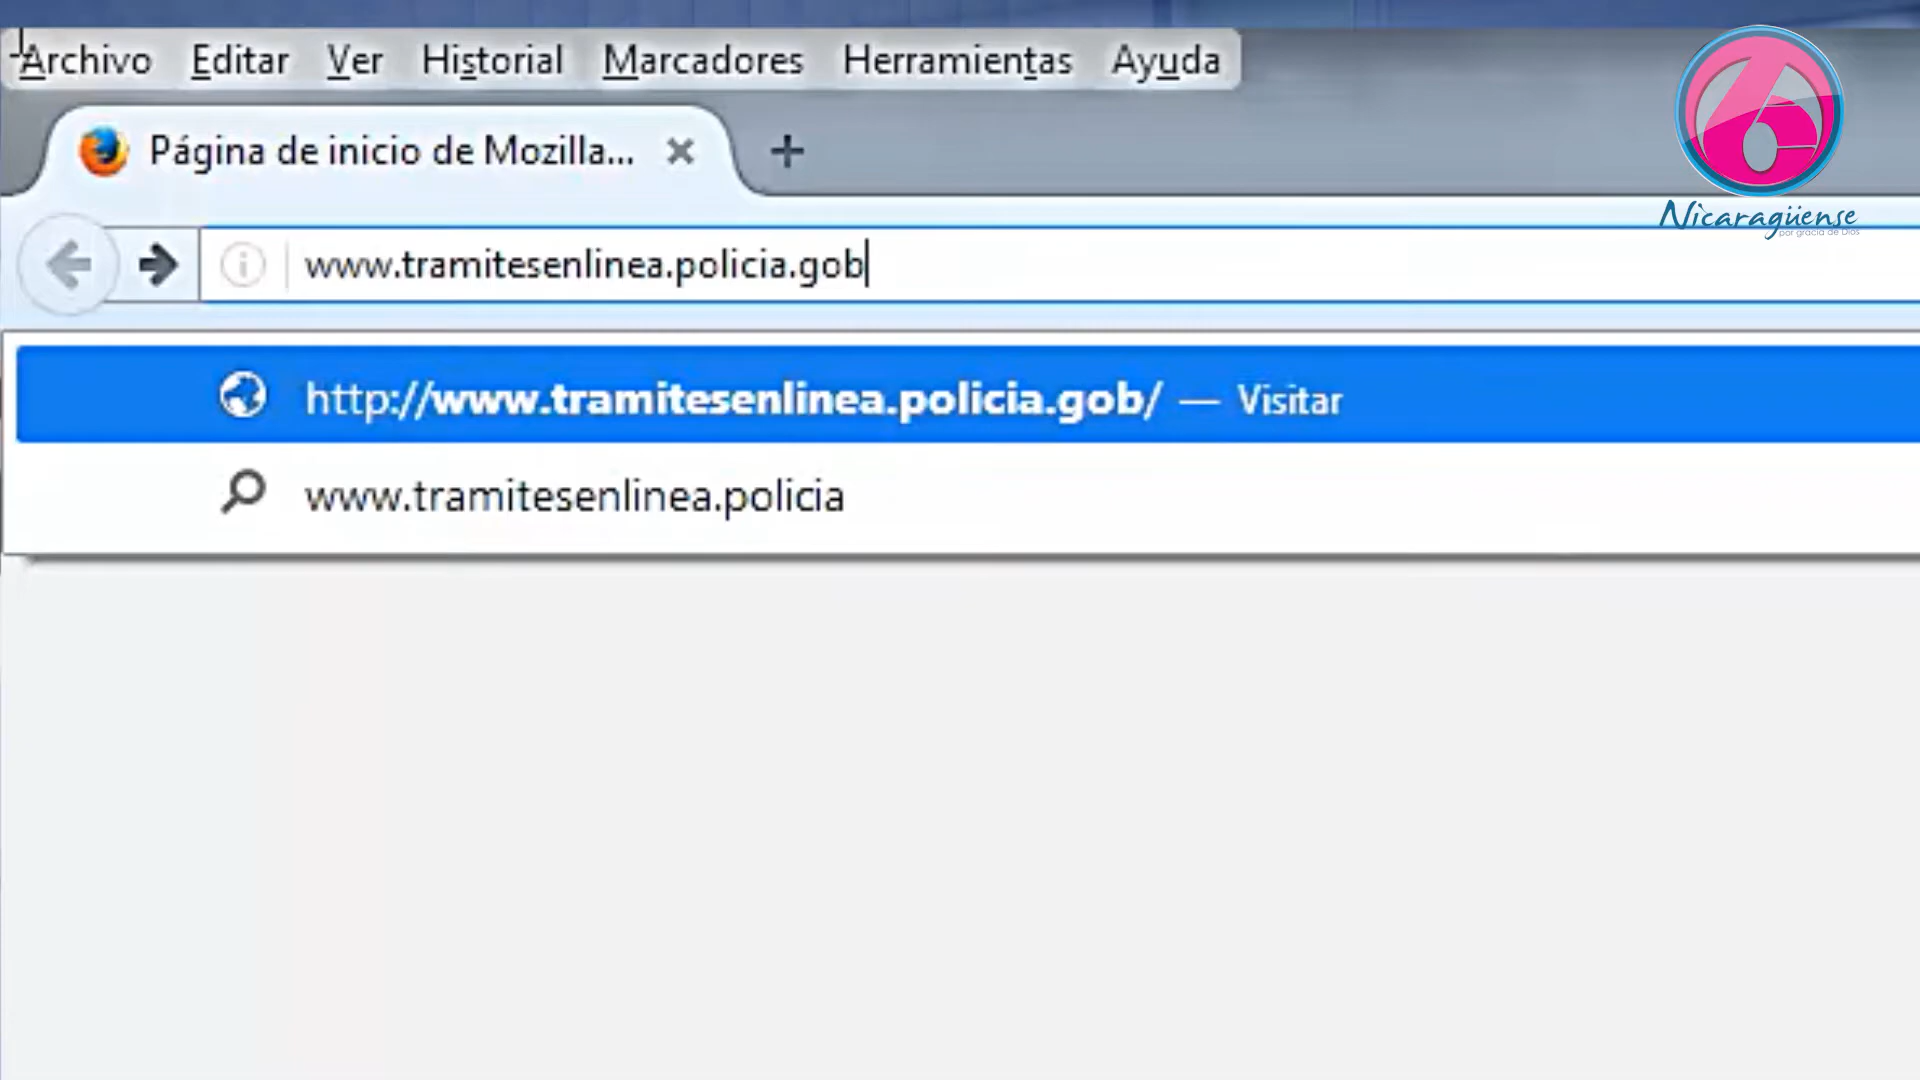 Archivo Editar Ver Historial Marcadores Herramientas Ayuda
Página de inicio de Mozilla...
www.tramitesenlinea.policia.gob
http://www.tramitesenlinea.policia.gob/ — Visitar
www.tramitesenlinea.policia
6
Nicaragüense
por gracia de Dios